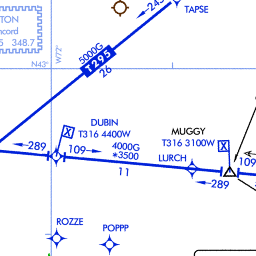 TON
ncord
5 348.7
N43°
W72°
243
TAPSE
5000G
1295
26
DUBIN
X
T316 4400W
MUGGY
T316 3100W
X
289
109
4000G
*3500
11
LURCH
109
289
ROZZE
POPPP